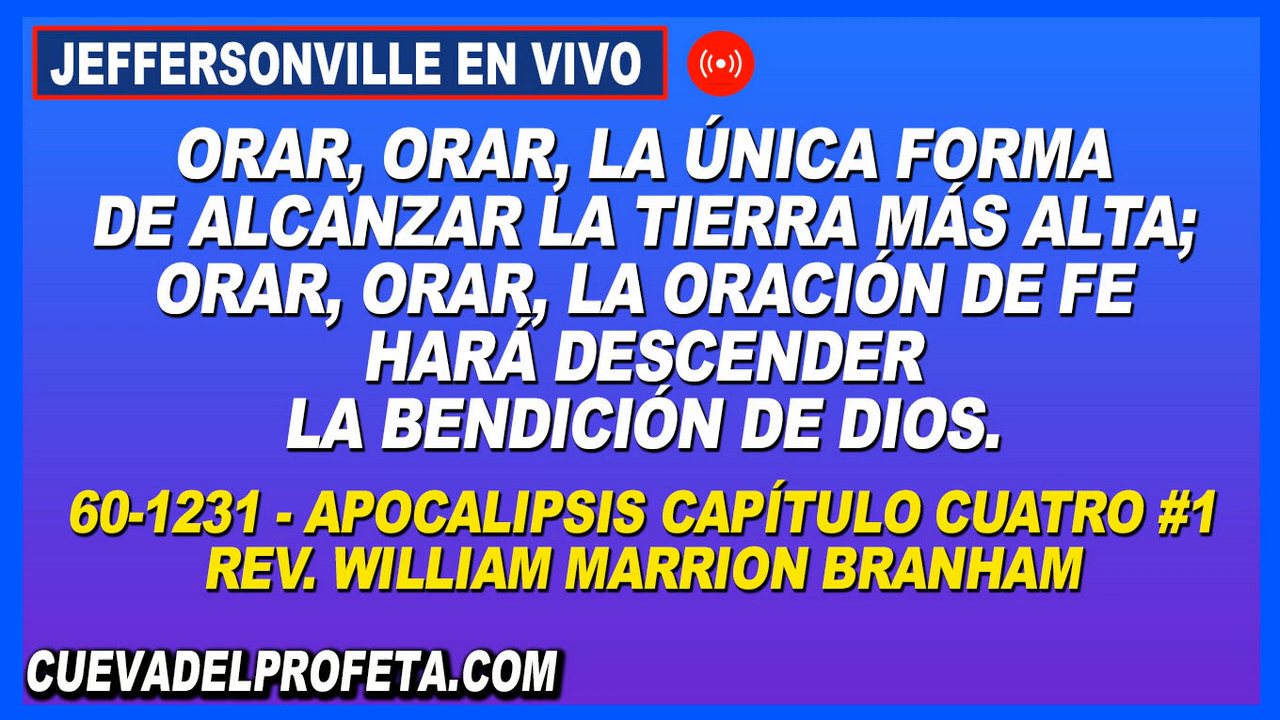 JEFFERSONVILLE EN VIVO
ORAR, ORAR, LA ÚNICA FORMA
DE ALCANZAR LA TIERRA MÁS ALTA;
ORAR, ORAR, LA ORACIÓN DE FE
HARÁ DESCENDER
LA BENDICIÓN DE DIOS.
60-1231 - APOCALIPSIS CAPÍTULO CUATRO #1
REV. WILLIAM MARRION BRANHAM
CUEVADELPROFETA.COM